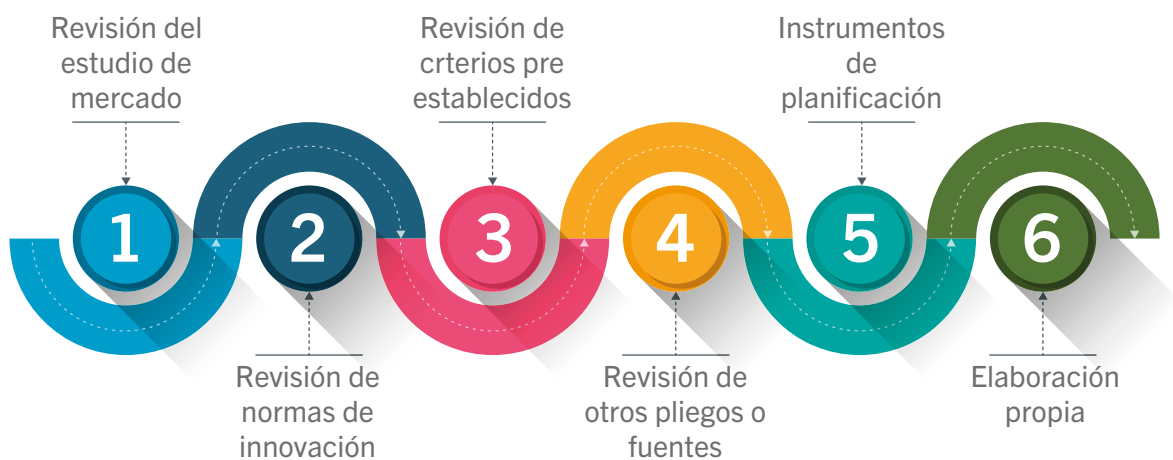 Revisión del
estudio de
mercado
1
2
Revisión de
normas de
innovación
Revisión de
crterios pre
establecidos
3
4
Revisión de
otros pliegos o
fuentes
Instrumentos
de
planificación
5
6
Elaboración
propia